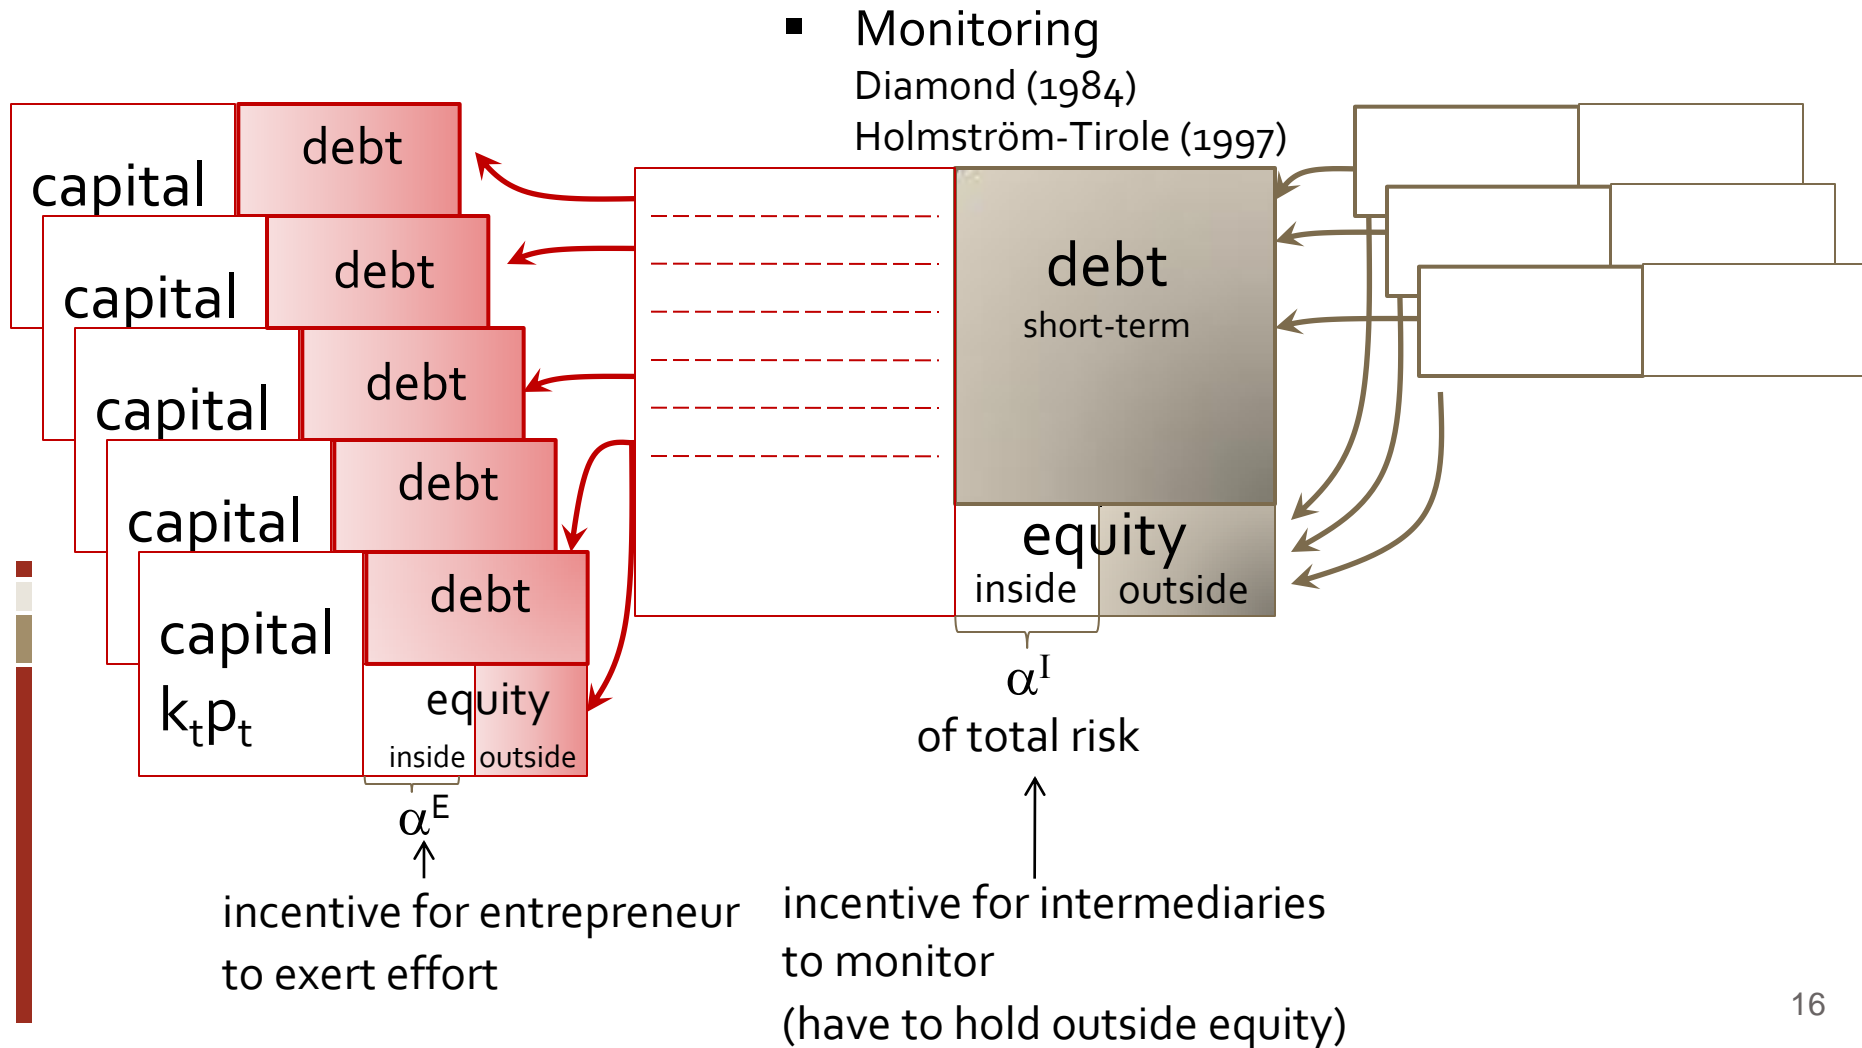 ▪ Monitoring
Diamond (1984)
Holmström-Tirole (1997)
capital
debt
capital
debt
capital
debt
capital
debt
capital
kₜpₜ
debt
equity
inside
outside
αᴱ
incentive for entrepreneur
to exert effort
debt
short-term
equity
inside
outside
αᴵ
of total risk
incentive for intermediaries
to monitor
(have to hold outside equity)
16